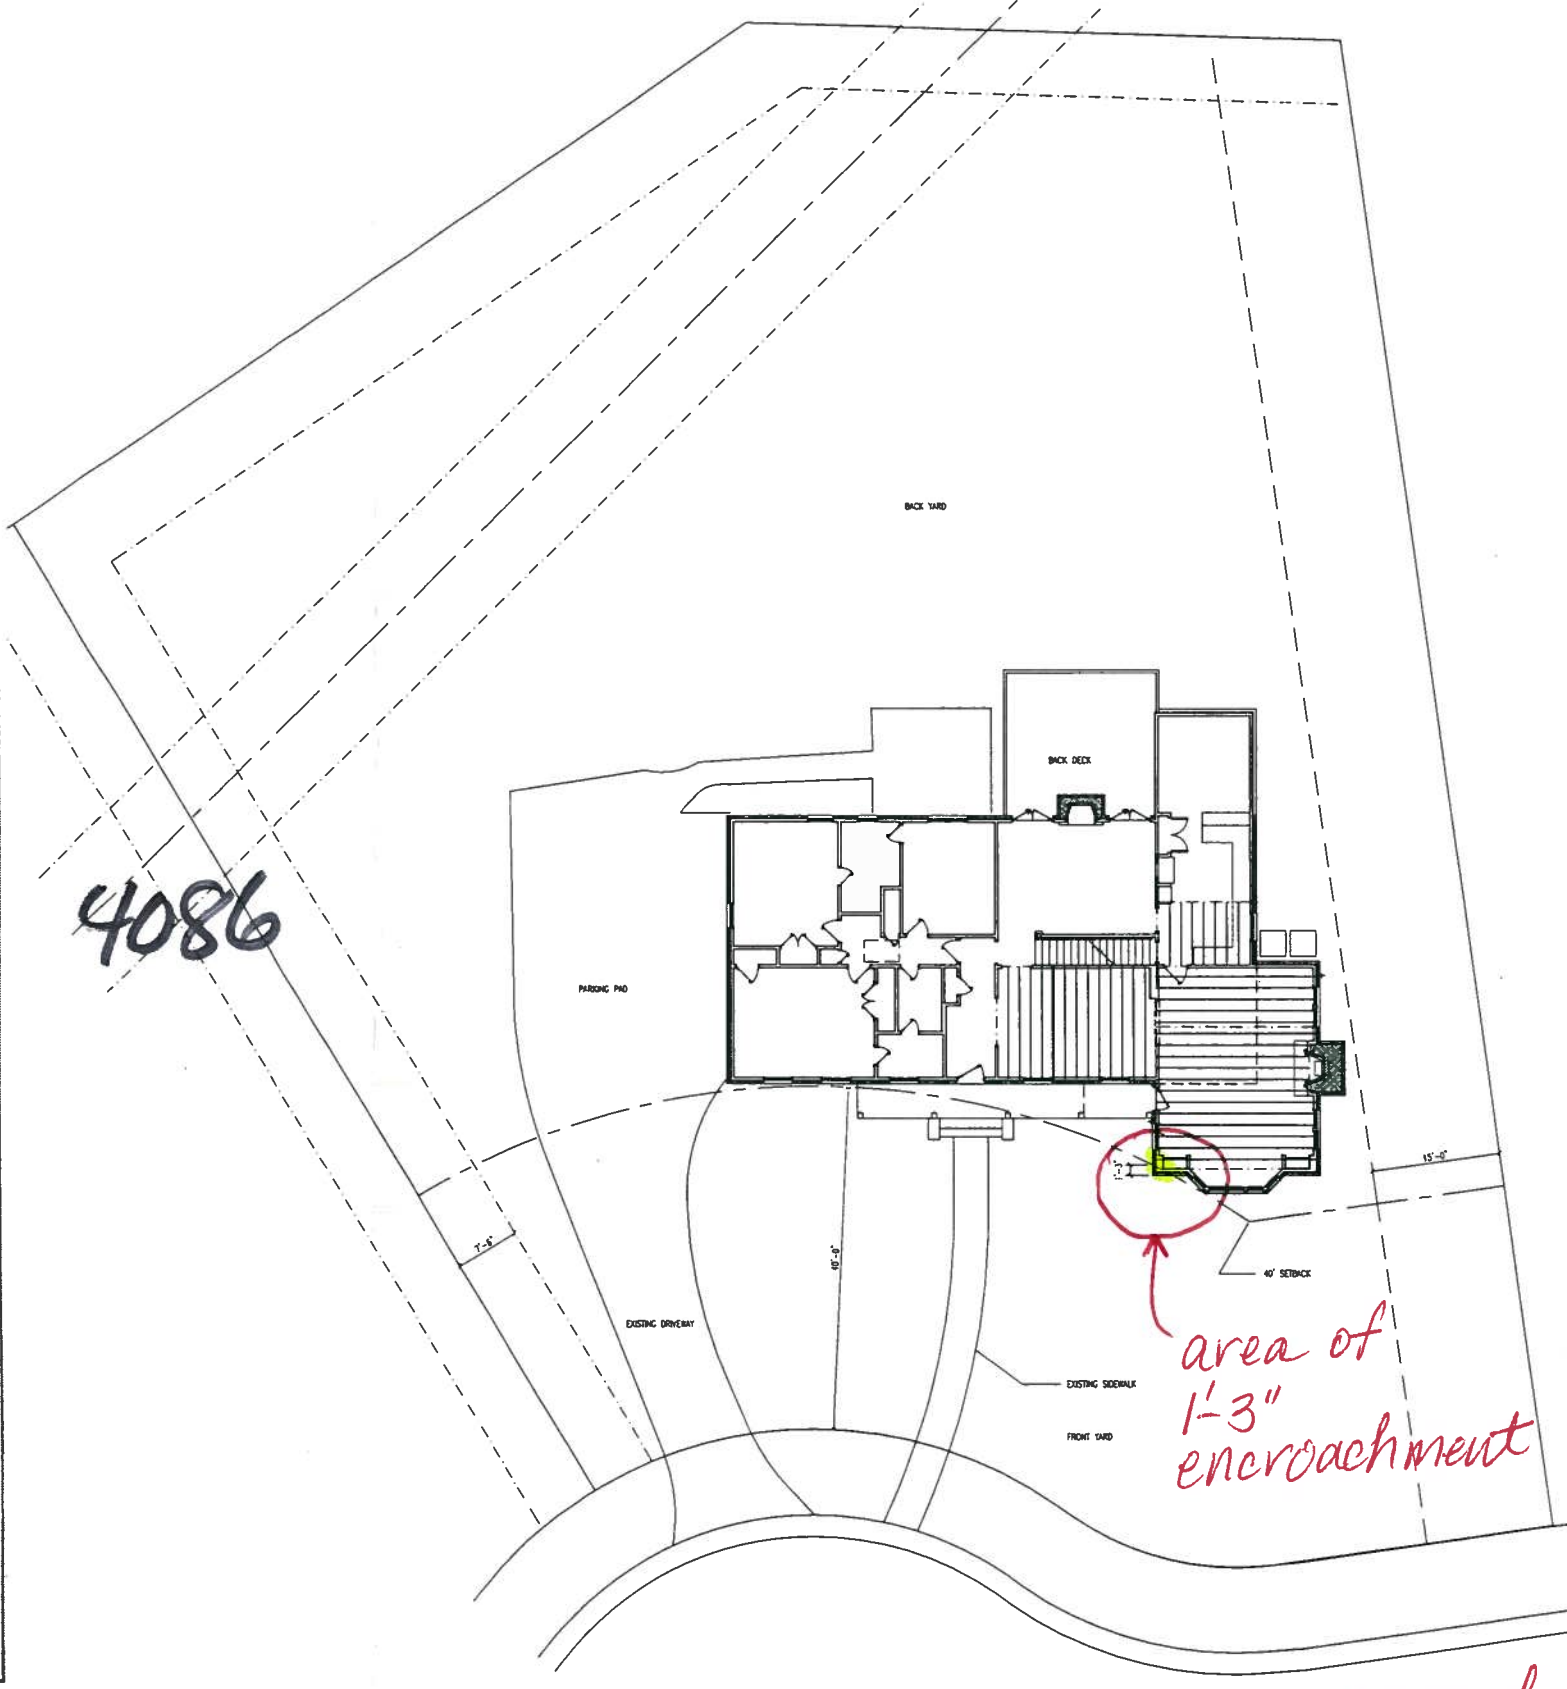 BACK YARD
BACK DECK
4086
PARKING PAD
1'-3"
15'-0"
7'-6"
40'-0"
40' SETBACK
EXISTING DRIVEWAY
area of
1'-3"
encroachment
EXISTING SIDEWALK
FRONT YARD